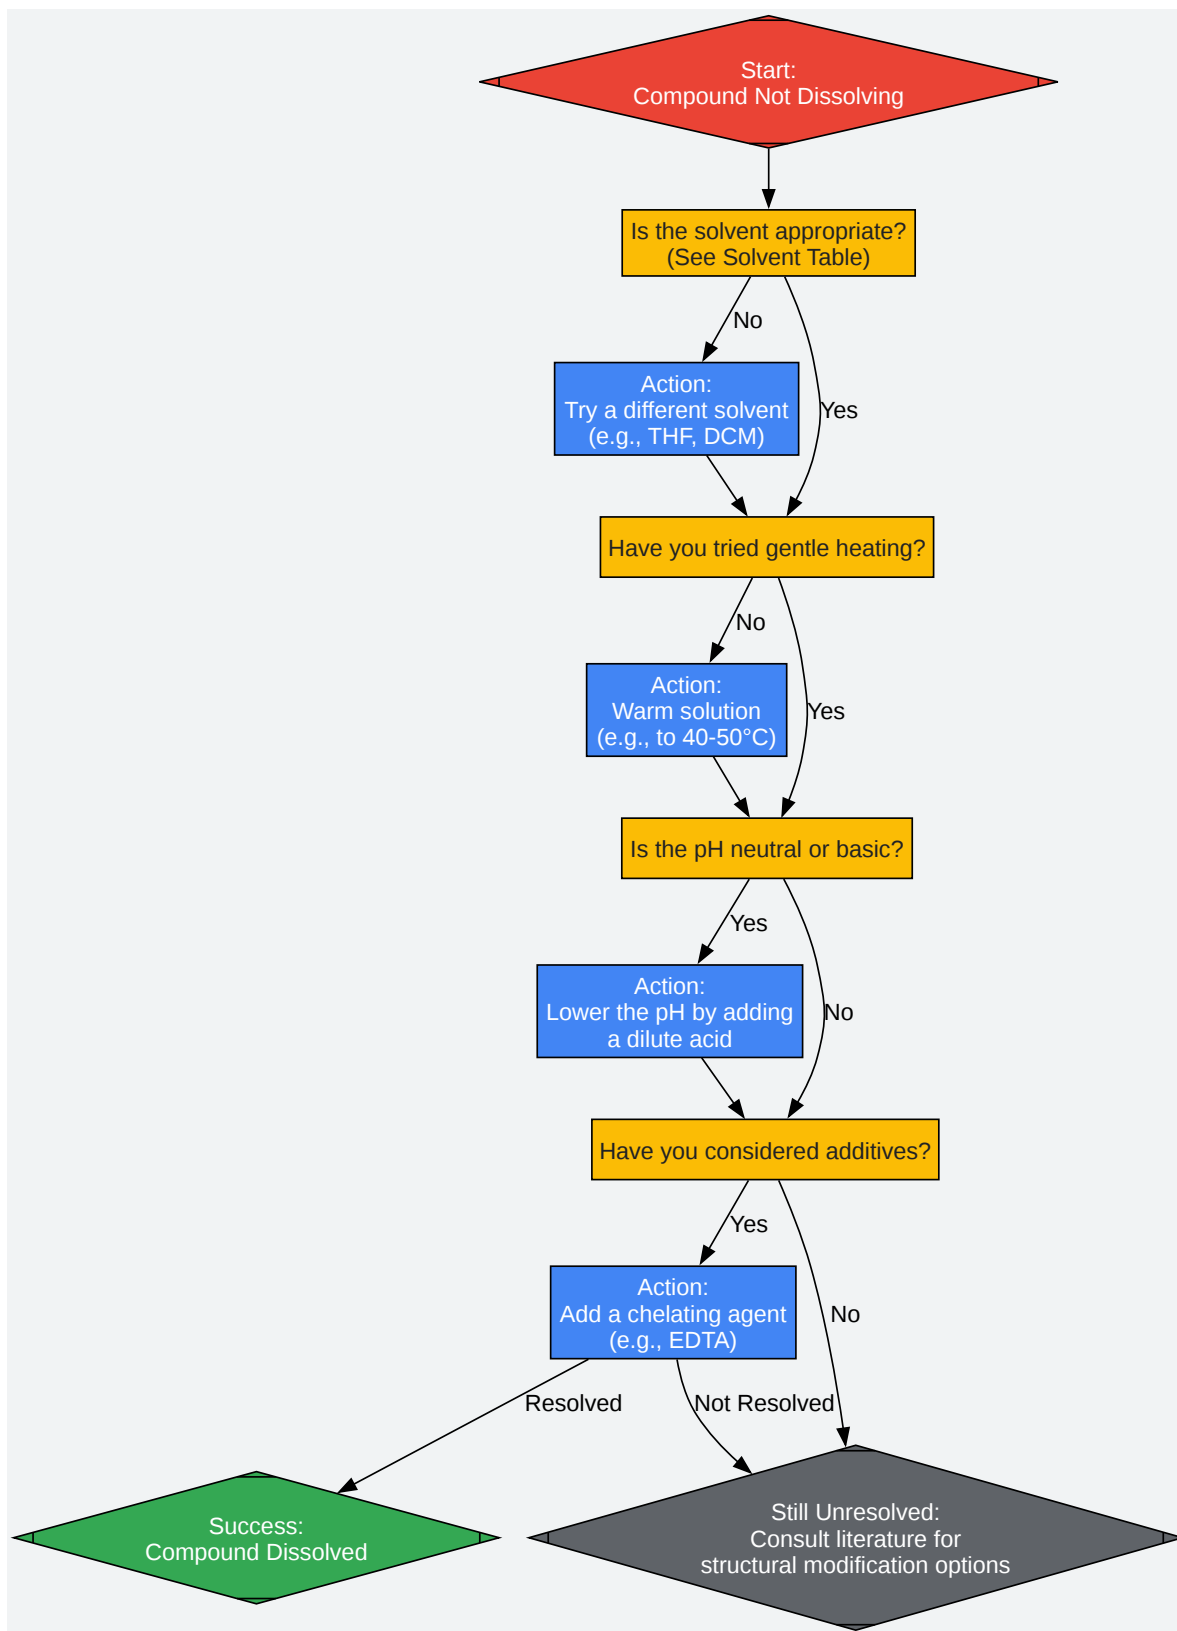 Start:
Compound Not Dissolving
Is the solvent appropriate?
(See Solvent Table)
No
Action:
Try a different solvent
(e.g., THF, DCM)
Yes
Have you tried gentle heating?
No
Action:
Warm solution
(e.g., to 40-50°C)
Yes
Is the pH neutral or basic?
Yes
Action:
Lower the pH by adding
a dilute acid
No
Have you considered additives?
Yes
Action:
Add a chelating agent
(e.g., EDTA)
No
Resolved
Not Resolved
Success:
Compound Dissolved
Still Unresolved:
Consult literature for
structural modification options